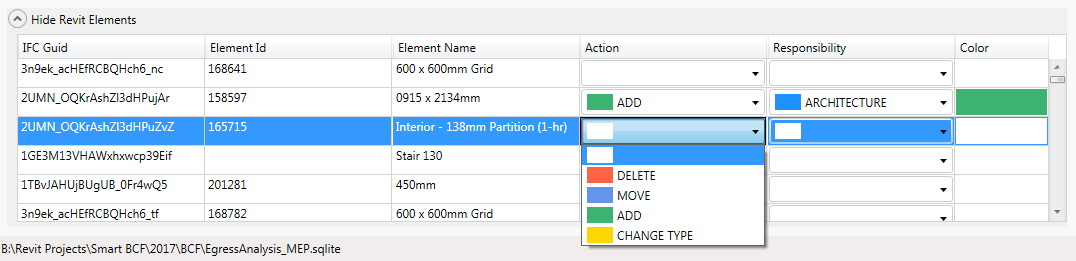 Hide Revit Elements
IFC Guid Element Id Element Name Action Responsibility Color
3n9ek_acHEfRCBQHch6_nc 168641 600 x 600mm Grid
2UMN_OQKrAshZl3dHPujAr 158597 0915 x 2134mm ADD ARCHITECTURE
2UMN_OQKrAshZl3dHPuZvZ 165715 Interior - 138mm Partition (1-hr)
1GE3M13VHAWxhxwcp39Eif Stair 130
DELETE
1TBvJAHUjBUgUB_0Fr4wQ5 201281 450mm
MOVE
3n9ek_acHEfRCBQHch6_tf 168782 600 x 600mm Grid
ADD
CHANGE TYPE
B:\Revit Projects\Smart BCF\2017\BCF\EgressAnalysis_MEP.sqlite